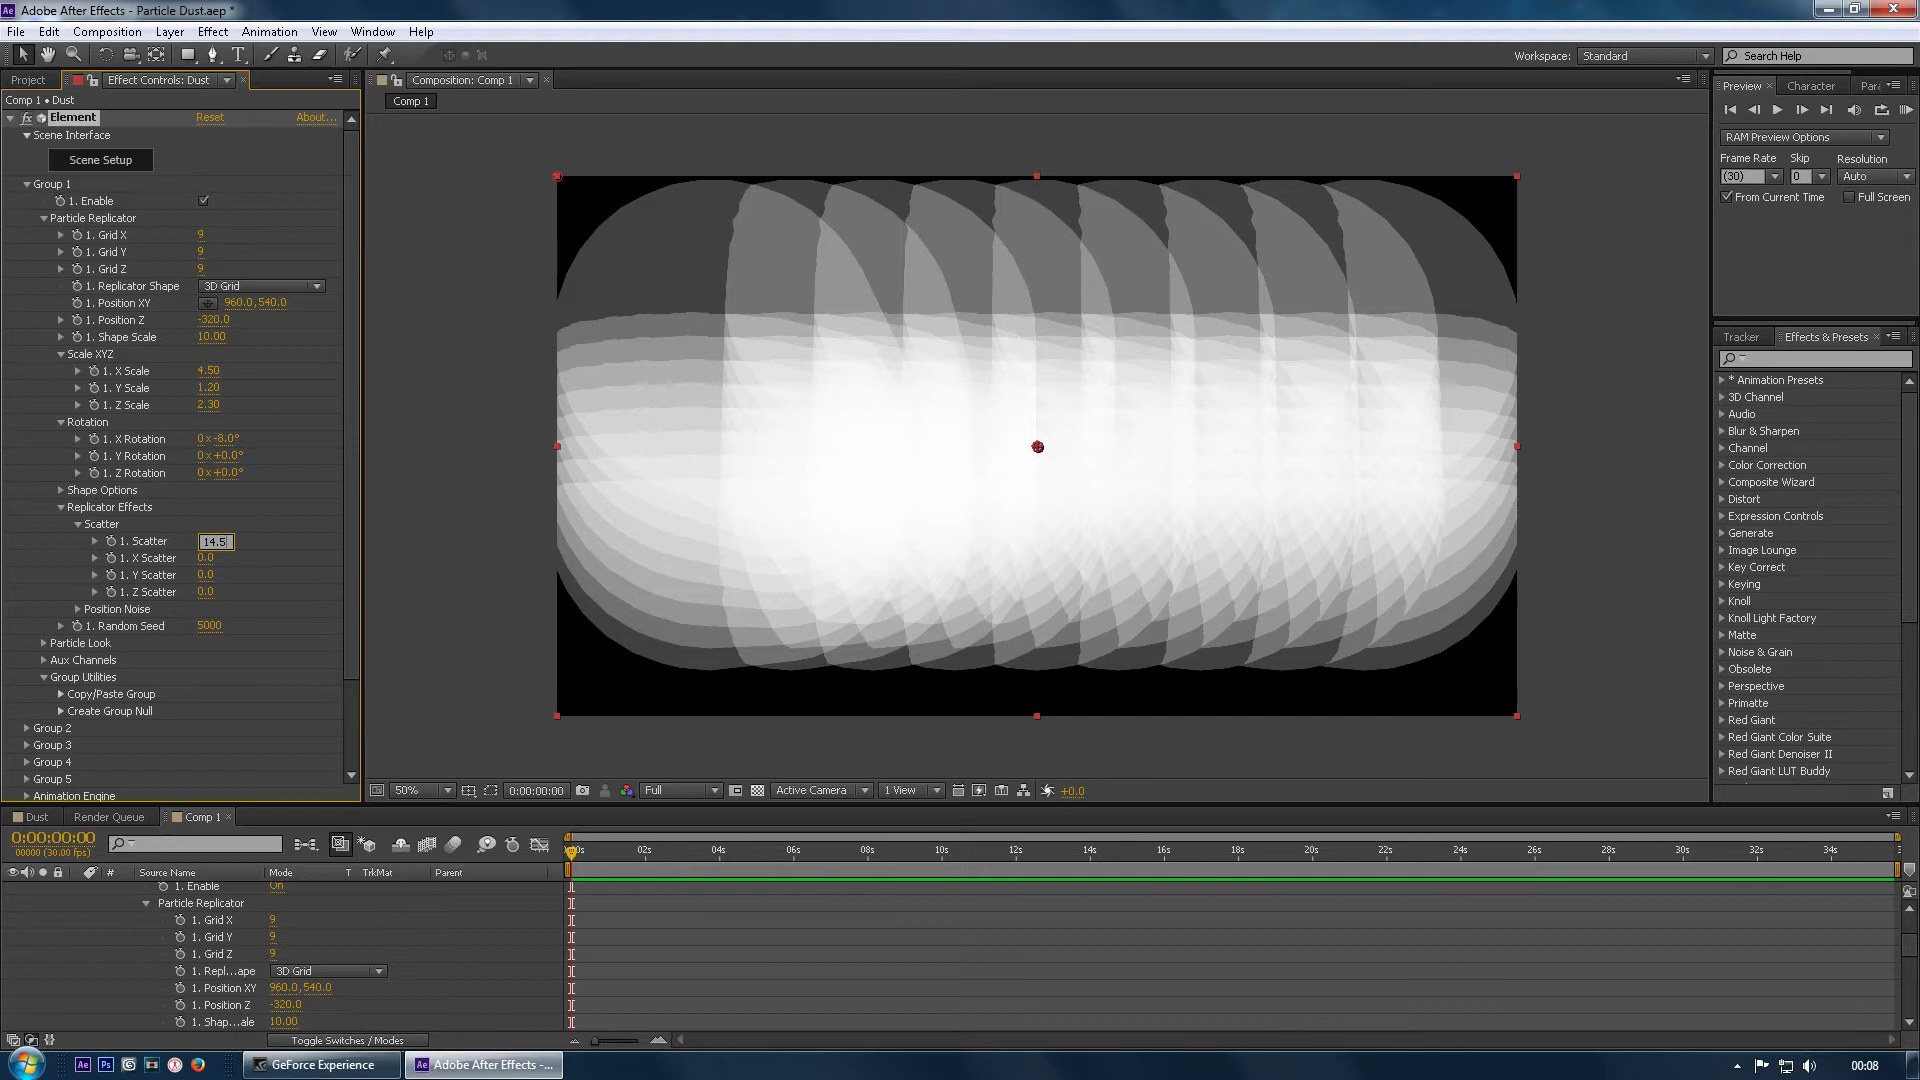 Adobe After Effects - Particle Dust.aep *
File Edit Composition Layer Effect Animation View Window Help
Workspace: Standard Search Help
Project Effect Controls: Dust Composition: Comp 1 Preview Character
Comp 1 • Dust Comp 1
fx Element Reset About...
Scene Interface
Scene Setup
Group 1
1. Enable
Particle Replicator
1. Grid X 9
1. Grid Y 9
1. Grid Z 9
1. Replicator Shape 3D Grid
1. Position XY 960.0,540.0
1. Position Z -320.0
1. Shape Scale 10.00
Scale XYZ
1. X Scale 4.50
1. Y Scale 1.20
1. Z Scale 2.30
Rotation
1. X Rotation 0x-8.0°
1. Y Rotation 0x+0.0°
1. Z Rotation 0x+0.0°
Shape Options
Replicator Effects
Scatter
1. Scatter 14.5
1. X Scatter 0.0
1. Y Scatter 0.0
1. Z Scatter 0.0
Position Noise
1. Random Seed 5000
Particle Look
Aux Channels
Group Utilities
Copy/Paste Group
Create Group Null
Group 2
Group 3
Group 4
Group 5
Animation Engine
50% 0:00:00:00 Full Active Camera 1 View +0.0
RAM Preview Options
Frame Rate Skip Resolution
(30) 0 Auto
From Current Time Full Screen
Tracker Effects & Presets
* Animation Presets
3D Channel
Audio
Blur & Sharpen
Channel
Color Correction
Composite Wizard
Distort
Expression Controls
Generate
Image Lounge
Key Correct
Keying
Knoll
Knoll Light Factory
Matte
Noise & Grain
Obsolete
Perspective
Primatte
Red Giant
Red Giant Color Suite
Red Giant Denoiser II
Red Giant LUT Buddy
Dust Render Queue Comp 1
0:00:00:00
00000 (30.00 fps)
02s 04s 06s 08s 10s 12s 14s 16s 18s 20s 22s 24s 26s 28s 30s 32s 34s
# Source Name Mode T TrkMat Parent
1. Enable On
Particle Replicator
1. Grid X 9
1. Grid Y 9
1. Grid Z 9
1. Repl...ape 3D Grid
1. Position XY 960.0,540.0
1. Position Z -320.0
1. Shap...ale 10.00
Toggle Switches / Modes
Ae Ps GeForce Experience Ae Adobe After Effects -... 00:08